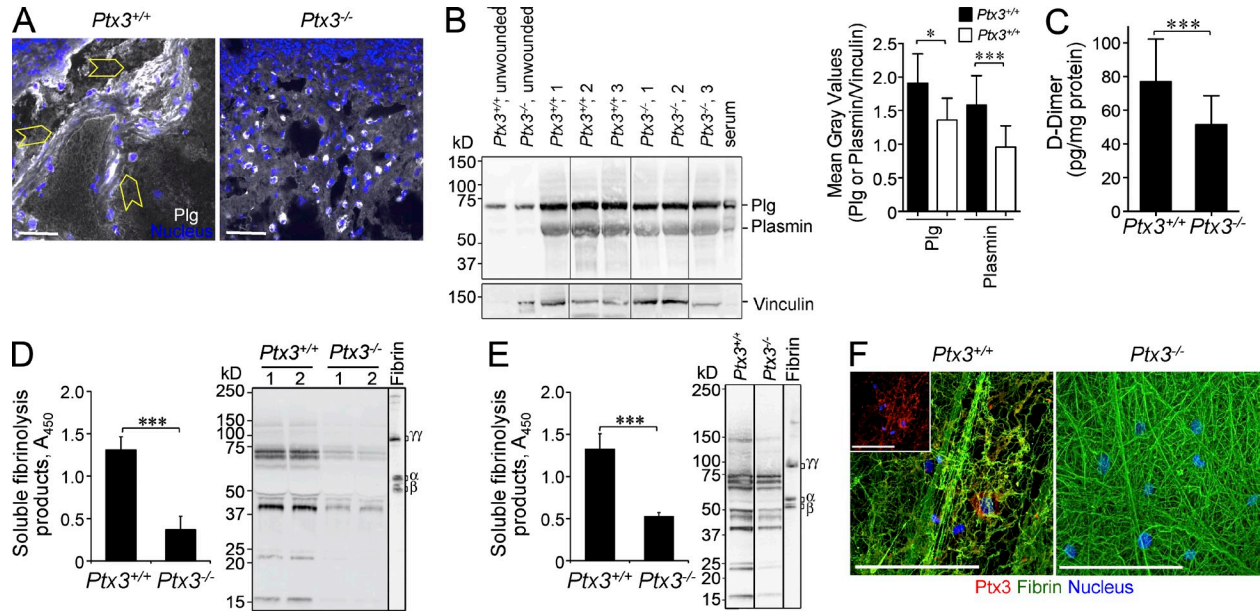 A
Ptx3+/+
Ptx3-/-
Plg
Nucleus
B
Ptx3+/+, unwounded
Ptx3-/-, unwounded
Ptx3+/+, 1
Ptx3+/+, 2
Ptx3+/+, 3
Ptx3-/-, 1
Ptx3-/-, 2
Ptx3-/-, 3
serum
kD
150
100
75
50
37
150
Plg
Plasmin
Vinculin
Ptx3+/+
Ptx3+/+
Mean Gray Values
(Plg or Plasmin/Vinculin)
2.5
2.0
1.5
1.0
0.5
0
*
***
Plg
Plasmin
C
D-Dimer
(pg/mg protein)
100
80
60
40
20
0
***
Ptx3+/+ Ptx3-/-
D
Soluble fibrinolysis
products, A450
2.0
1.5
1.0
0.5
0
***
Ptx3+/+ Ptx3-/-
Ptx3+/+ Ptx3-/- Fibrin
kD 1 2 1 2
250
150
100
75
50
37
25
20
15
γγ
α
β
E
Soluble fibrinolysis
products, A450
2.0
1.5
1.0
0.5
0
***
Ptx3+/+ Ptx3-/-
kD
Ptx3+/+
Ptx3-/-
Fibrin
250
150
100
75
50
37
25
20
15
γγ
α
β
F
Ptx3+/+
Ptx3-/-
Ptx3 Fibrin Nucleus